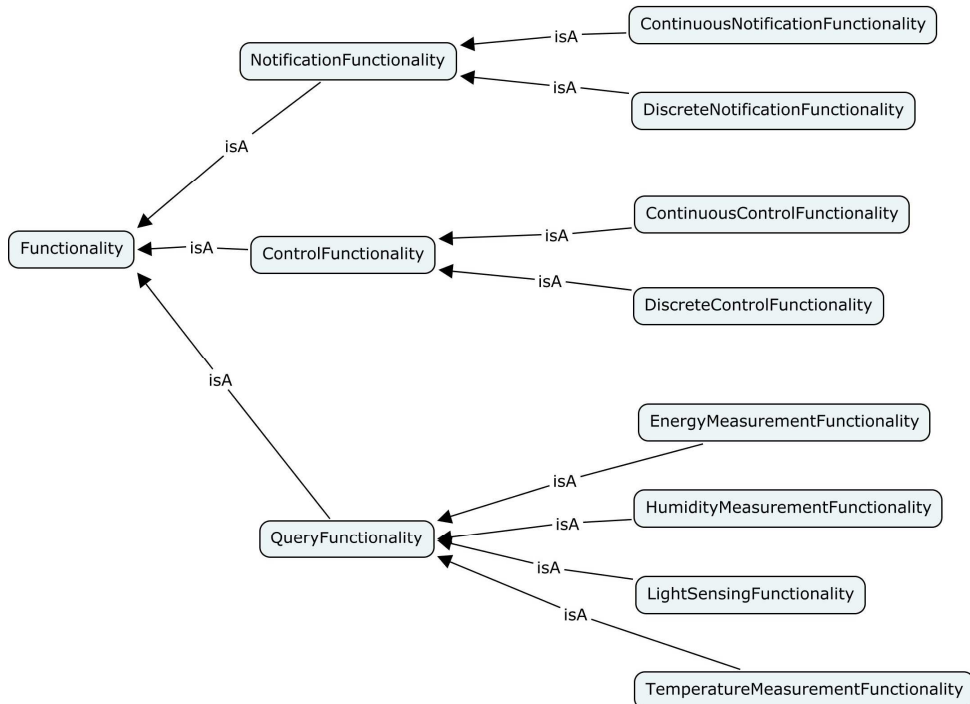 ContinuousNotificationFunctionality
isA
NotificationFunctionality
isA
DiscreteNotificationFunctionality
isA
ContinuousControlFunctionality
isA
Functionality
isA
ControlFunctionality
isA
DiscreteControlFunctionality
isA
EnergyMeasurementFunctionality
isA
HumidityMeasurementFunctionality
isA
QueryFunctionality
isA
LightSensingFunctionality
isA
TemperatureMeasurementFunctionality